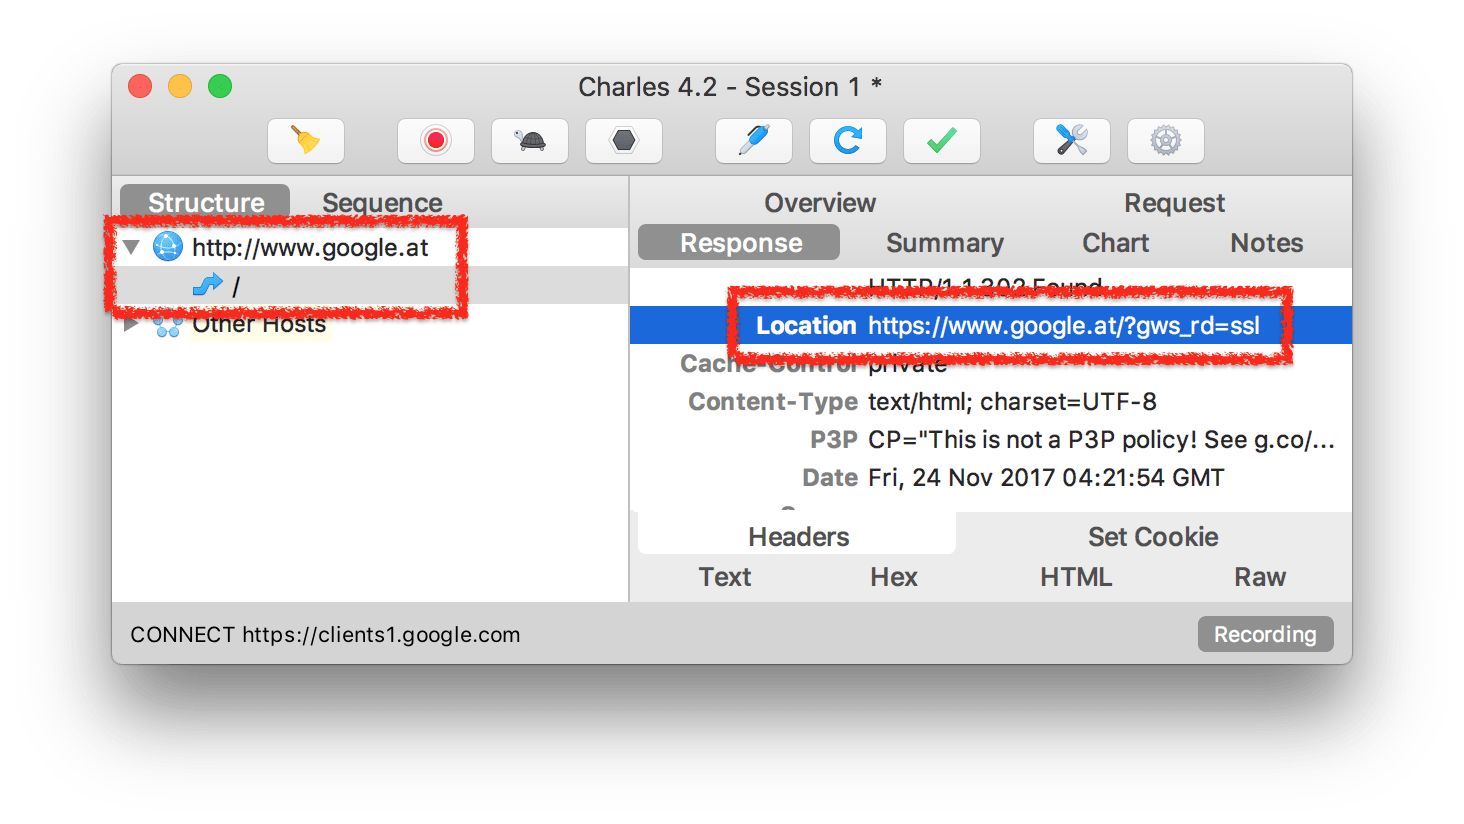 Charles 4.2 - Session 1 *
Structure Sequence
http://www.google.at
/
Other Hosts
Overview Request
Response Summary Chart Notes
HTTP/1.1 302 Found
Location https://www.google.at/?gws_rd=ssl
Cache-Control private
Content-Type text/html; charset=UTF-8
P3P CP="This is not a P3P policy! See g.co/...
Date Fri, 24 Nov 2017 04:21:54 GMT
Headers Set Cookie
Text Hex HTML Raw
CONNECT https://clients1.google.com
Recording